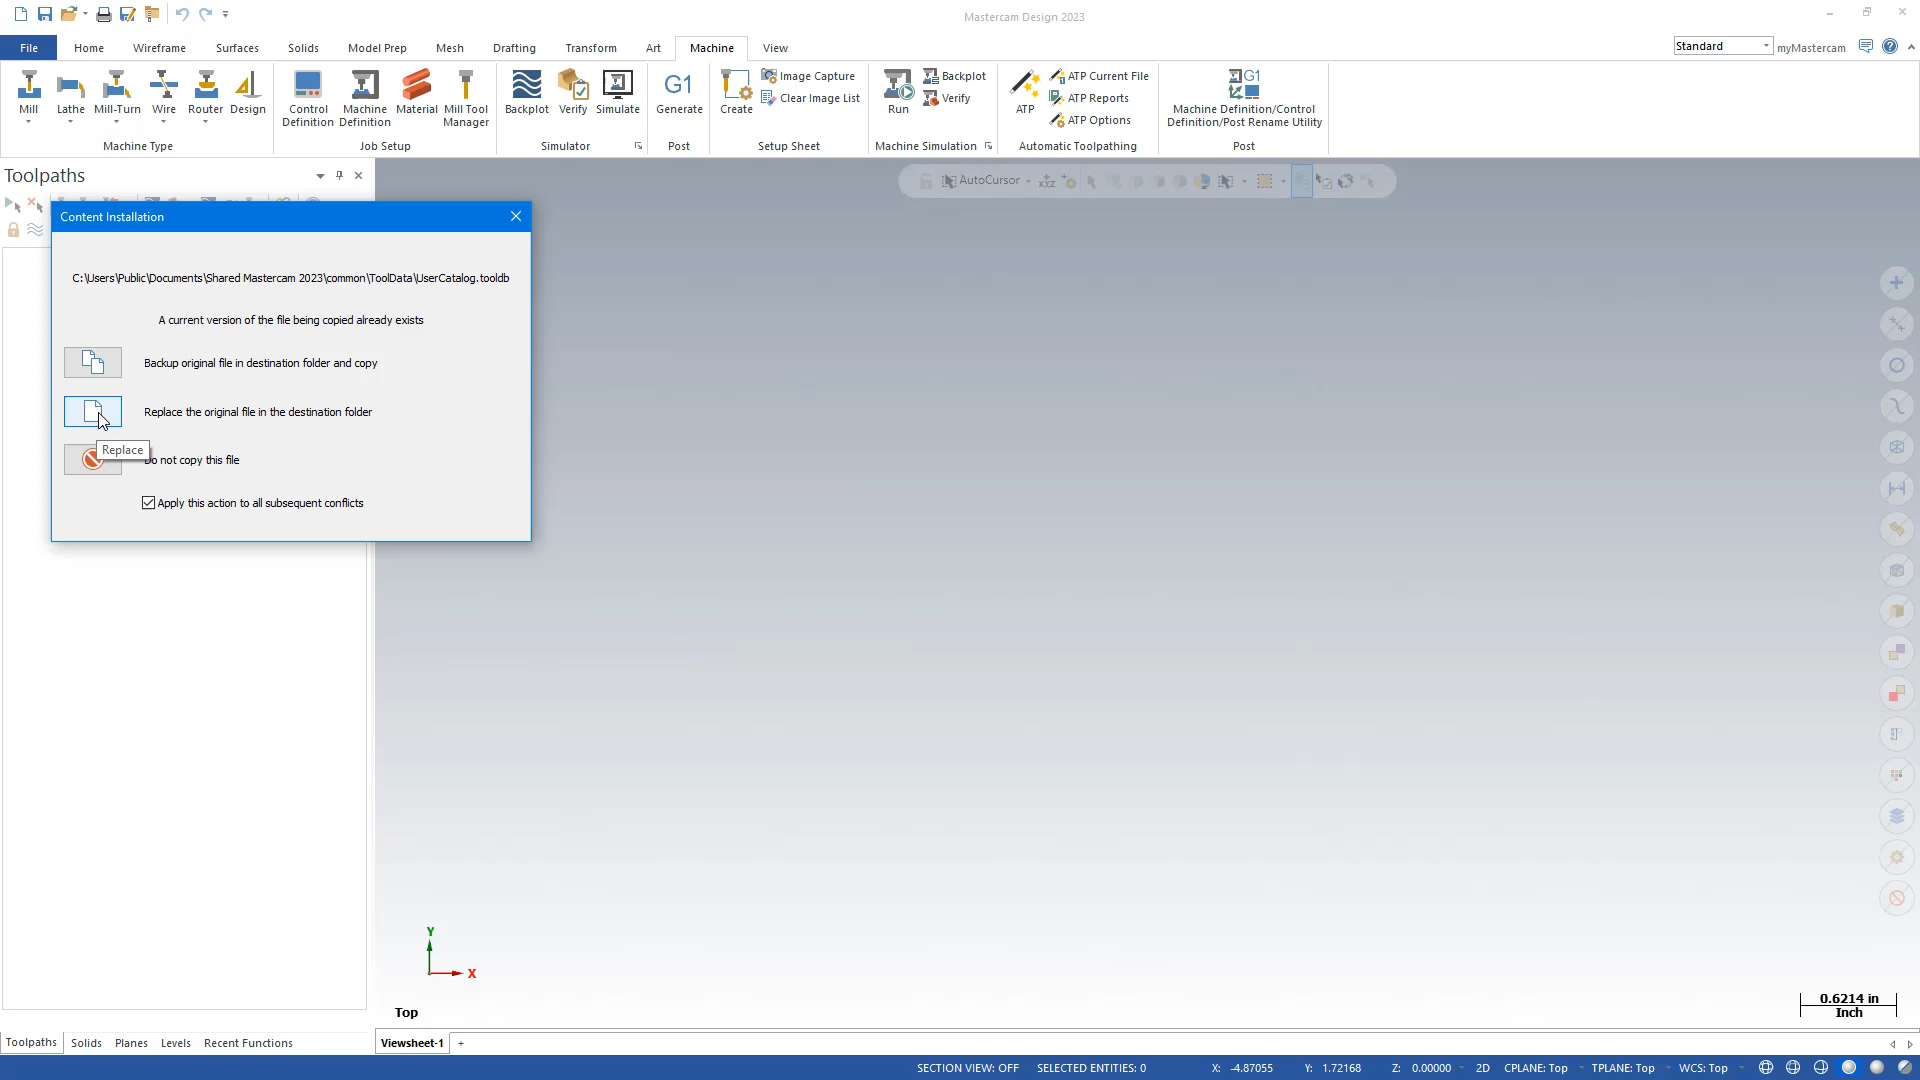 Mastercam Design 2023
File Home Wireframe Surfaces Solids Model Prep Mesh Drafting Transform Art Machine View
Standard myMastercam
Mill Lathe Mill-Turn Wire Router Design
Machine Type
Control Definition Machine Definition Material Mill Tool Manager
Job Setup
Backplot Verify Simulate
Simulator
G1
Generate
Post
Create
Image Capture
Clear Image List
Setup Sheet
Run
Backplot
Verify
Machine Simulation
ATP
ATP Current File
ATP Reports
ATP Options
Automatic Toolpathing
G1
Machine Definition/Control
Definition/Post Rename Utility
Post
Toolpaths
AutoCursor
Content Installation
C:\Users\Public\Documents\Shared Mastercam 2023\common\ToolData\UserCatalog.tooldb
A current version of the file being copied already exists
Backup original file in destination folder and copy
Replace the original file in the destination folder
Replace
Do not copy this file
Apply this action to all subsequent conflicts
Y
X
Top
0.6214 in
Inch
Toolpaths Solids Planes Levels Recent Functions
Viewsheet-1 +
SECTION VIEW: OFF SELECTED ENTITIES: 0 X: -4.87055 Y: 1.72168 Z: 0.00000 2D CPLANE: Top TPLANE: Top WCS: Top